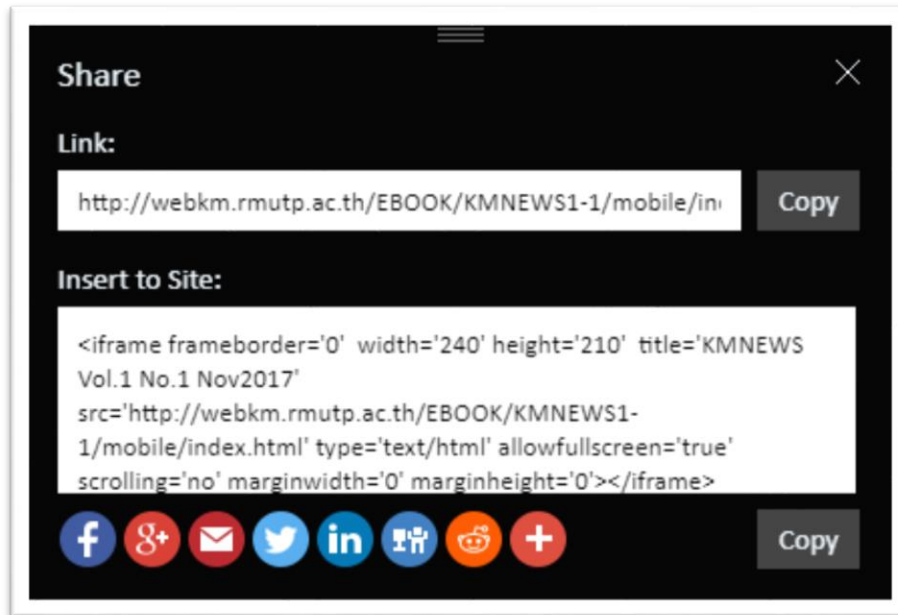 Share
Link:
http://webkm.rmutp.ac.th/EBOOK/KMNEWS1-1/mobile/in
Copy
Insert to Site:
<iframe frameborder='0'  width='240' height='210'  title='KMNEWS
Vol.1 No.1 Nov2017'
src='http://webkm.rmutp.ac.th/EBOOK/KMNEWS1-
1/mobile/index.html' type='text/html' allowfullscreen='true'
scrolling='no' marginwidth='0' marginheight='0'></iframe>
f g+ in
Copy